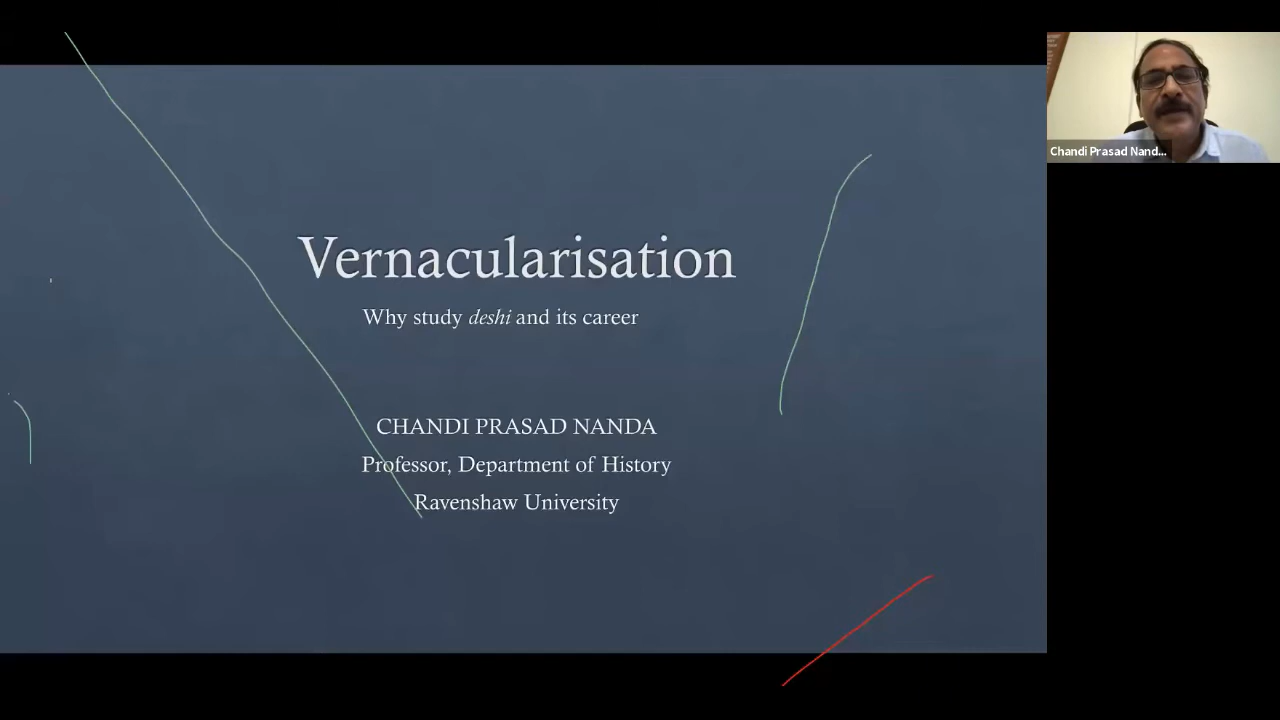 Vernacularisation
Why study deshi and its career
CHANDI PRASAD NANDA
Professor, Department of History
Ravenshaw University
Chandi Prasad Nand...